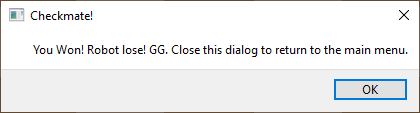 Checkmate!
You Won! Robot lose! GG. Close this dialog to return to the main menu.
OK